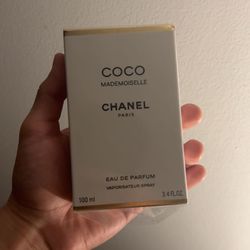 COCO
MADEMOISELLE
CHANEL
PARIS
EAU DE PARFUM
VAPORISATEUR SPRAY
100 ml 3.4 FL. OZ.